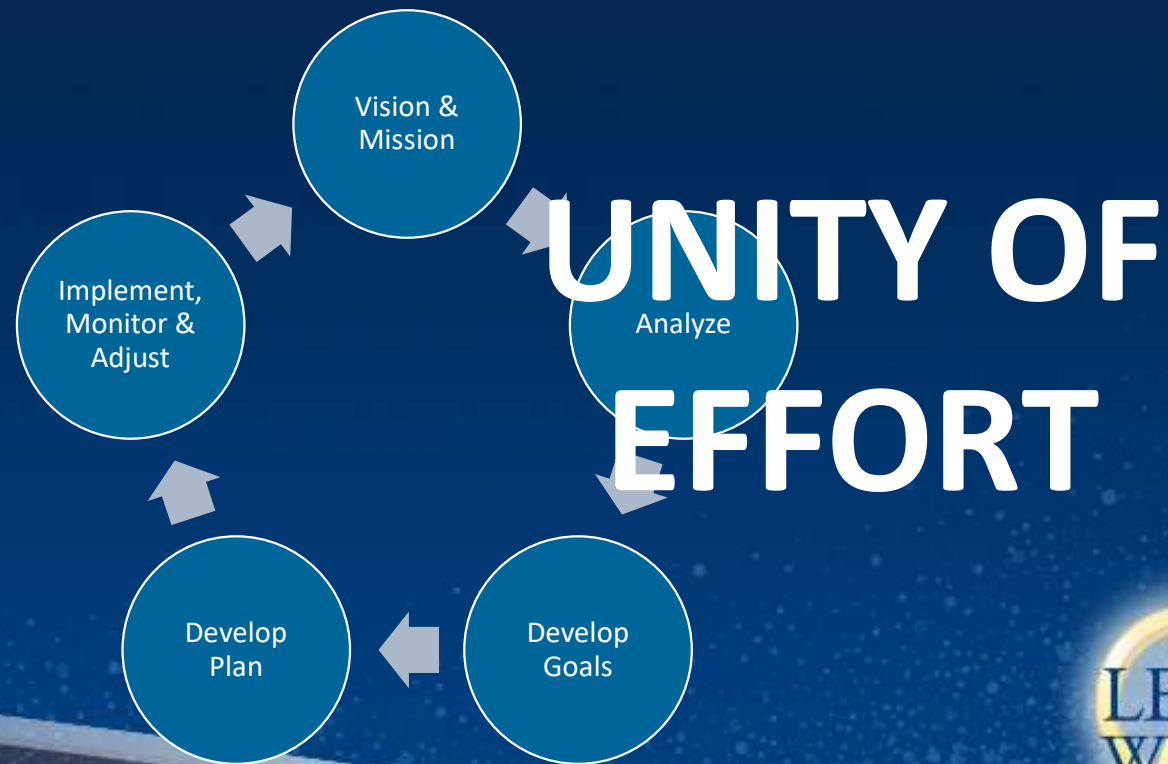 Vision &
Mission
UNITY OF
EFFORT
Analyze
Develop
Goals
Develop
Plan
Implement,
Monitor &
Adjust